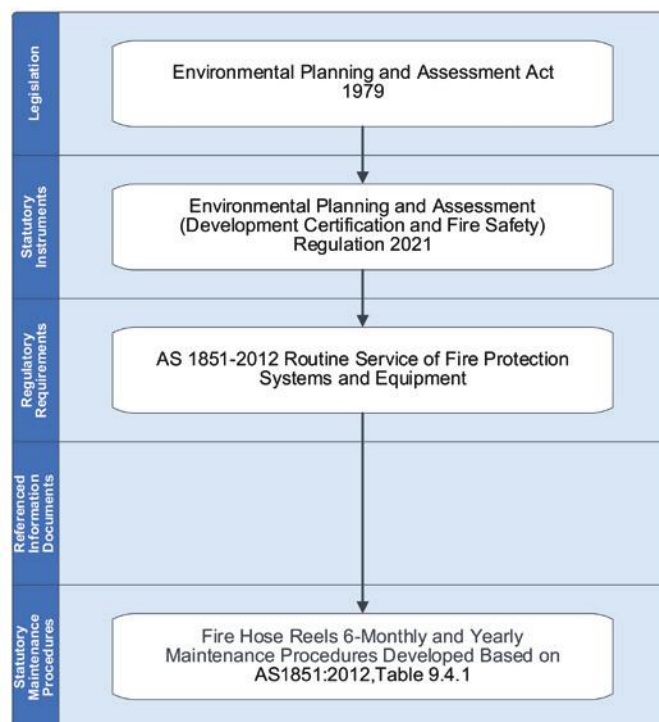 Legislation
Environmental Planning and Assessment Act
1979
Statutory
Instruments
Environmental Planning and Assessment
(Development Certification and Fire Safety)
Regulation 2021
Regulatory
Requirements
AS 1851-2012 Routine Service of Fire Protection
Systems and Equipment
Referenced
Information
Documents
Statutory
Maintenance
Procedures
Fire Hose Reels 6-Monthly and Yearly
Maintenance Procedures Developed Based on
AS1851:2012,Table 9.4.1